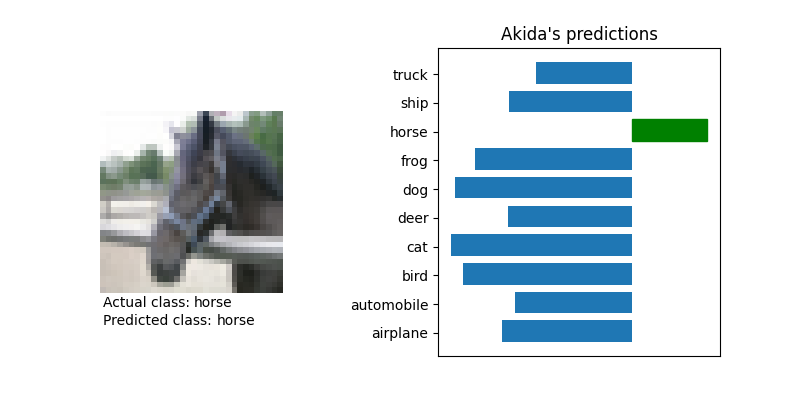 Akida's predictions
truck
ship
horse
frog
dog
deer
cat
bird
automobile
airplane
Actual class: horse
Predicted class: horse